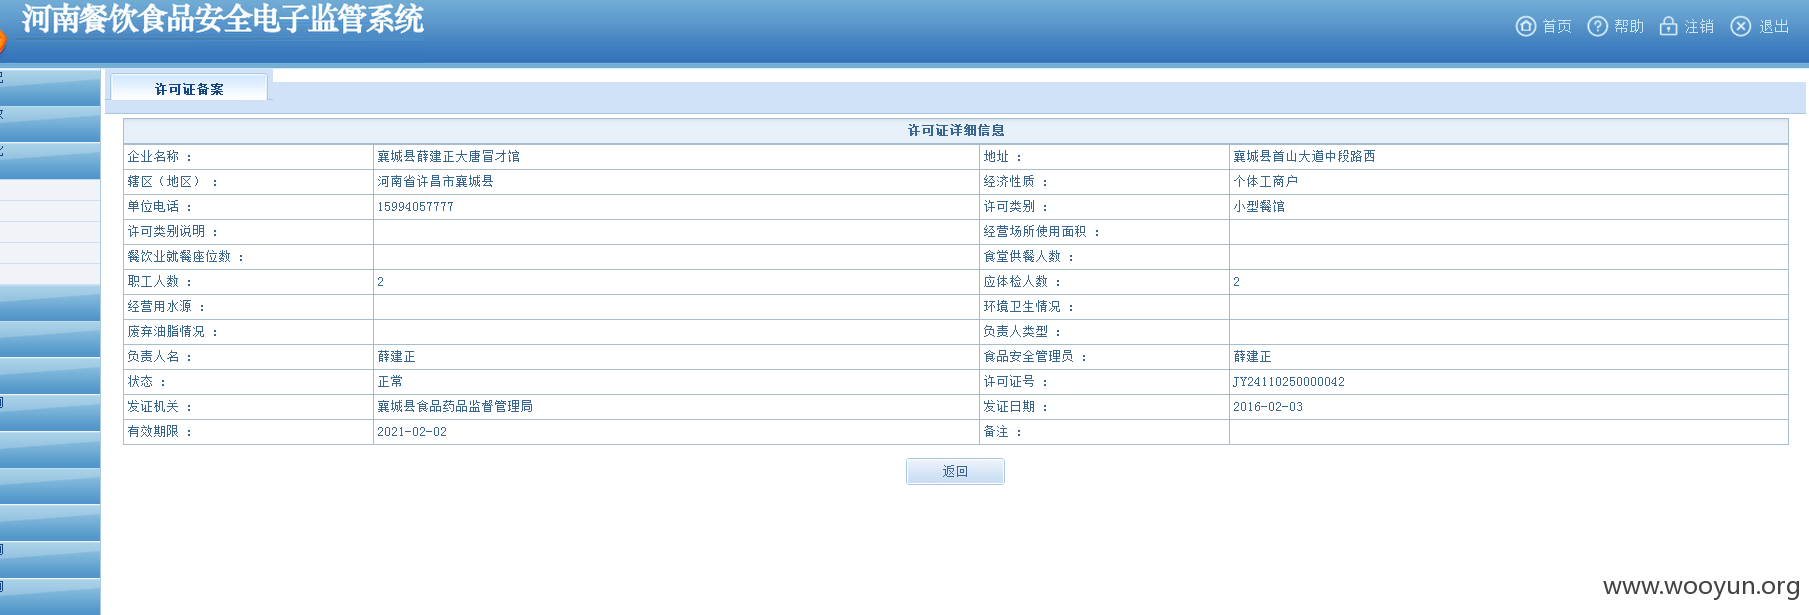 河南餐饮食品安全电子监管系统
首页 帮助 注销 退出
许可证备案
许可证详细信息
企业名称 ： 襄城县薛建正大唐冒才馆 地址 ： 襄城县首山大道中段路西
辖区（地区） ： 河南省许昌市襄城县 经济性质 ： 个体工商户
单位电话 ： 15994057777 许可类别 ： 小型餐馆
许可类别说明 ： 经营场所使用面积 ：
餐饮业就餐座位数 ： 食堂供餐人数 ：
职工人数 ： 2 应体检人数 ： 2
经营用水源 ： 环境卫生情况 ：
废弃油脂情况 ： 负责人类型 ：
负责人名 ： 薛建正 食品安全管理员 ： 薛建正
状态 ： 正常 许可证号 ： JY24110250000042
发证机关 ： 襄城县食品药品监督管理局 发证日期 ： 2016-02-03
有效期限 ： 2021-02-02 备注 ：
返回
www.wooyun.org